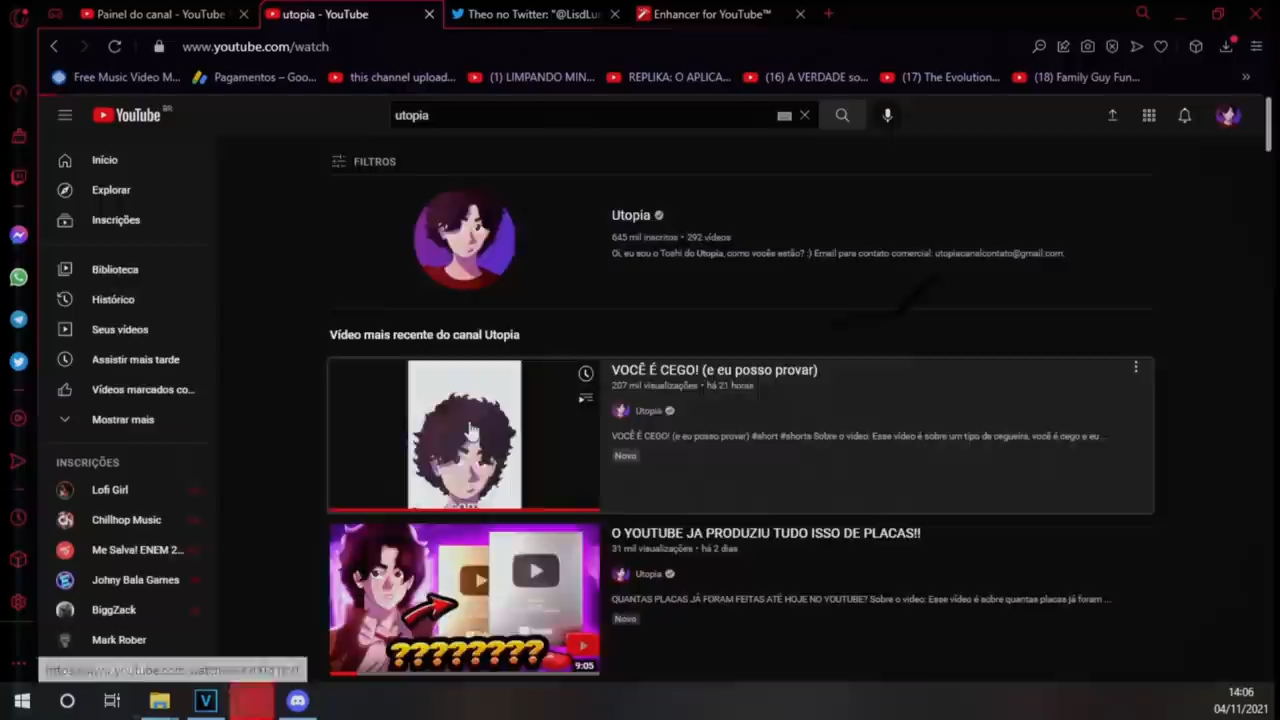 Painel do canal - YouTube
utopia - YouTube
Theo no Twitter: "@LisdLu
Enhancer for YouTube™
www.youtube.com/watch
Free Music Video M...
Pagamentos – Goo...
this channel upload...
(1) LIMPANDO MIN...
REPLIKA: O APLICA...
(16) A VERDADE so...
(17) The Evolution...
(18) Family Guy Fun...
YouTube BR
utopia
Início
Explorar
Inscrições
Biblioteca
Histórico
Seus vídeos
Assistir mais tarde
Vídeos marcados co...
Mostrar mais
INSCRIÇÕES
Lofi Girl
Chillhop Music
Me Salva! ENEM 2...
Johny Bala Games
BiggZack
Mark Rober
FILTROS
Utopia
645 mil inscritos • 292 vídeos
Oi, eu sou o Toshi do Utopia, como vocês estão? :) Email para contato comercial: utopiacanalcontato@gmail.com.
Vídeo mais recente do canal Utopia
VOCÊ É CEGO! (e eu posso provar)
207 mil visualizações • há 21 horas
Utopia
VOCÊ É CEGO! (e eu posso provar) #short #shorts Sobre o video: Esse vídeo é sobre um tipo de cegueira, você é cego e eu ...
Novo
O YOUTUBE JA PRODUZIU TUDO ISSO DE PLACAS!!
31 mil visualizações • há 2 dias
Utopia
QUANTAS PLACAS JÁ FORAM FEITAS ATÉ HOJE NO YOUTUBE? Sobre o video: Esse vídeo é sobre quantas placas já foram ...
Novo
????????
9:05
14:06
04/11/2021